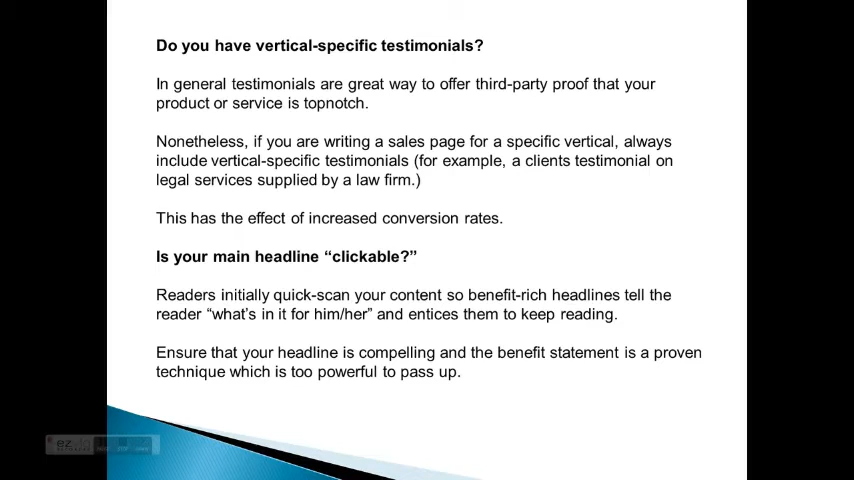 Do you have vertical-specific testimonials?
In general testimonials are great way to offer third-party proof that your
product or service is topnotch.
Nonetheless, if you are writing a sales page for a specific vertical, always
include vertical-specific testimonials (for example, a clients testimonial on
legal services supplied by a law firm.)
This has the effect of increased conversion rates.
Is your main headline “clickable?”
Readers initially quick-scan your content so benefit-rich headlines tell the
reader “what’s in it for him/her” and entices them to keep reading.
Ensure that your headline is compelling and the benefit statement is a proven
technique which is too powerful to pass up.